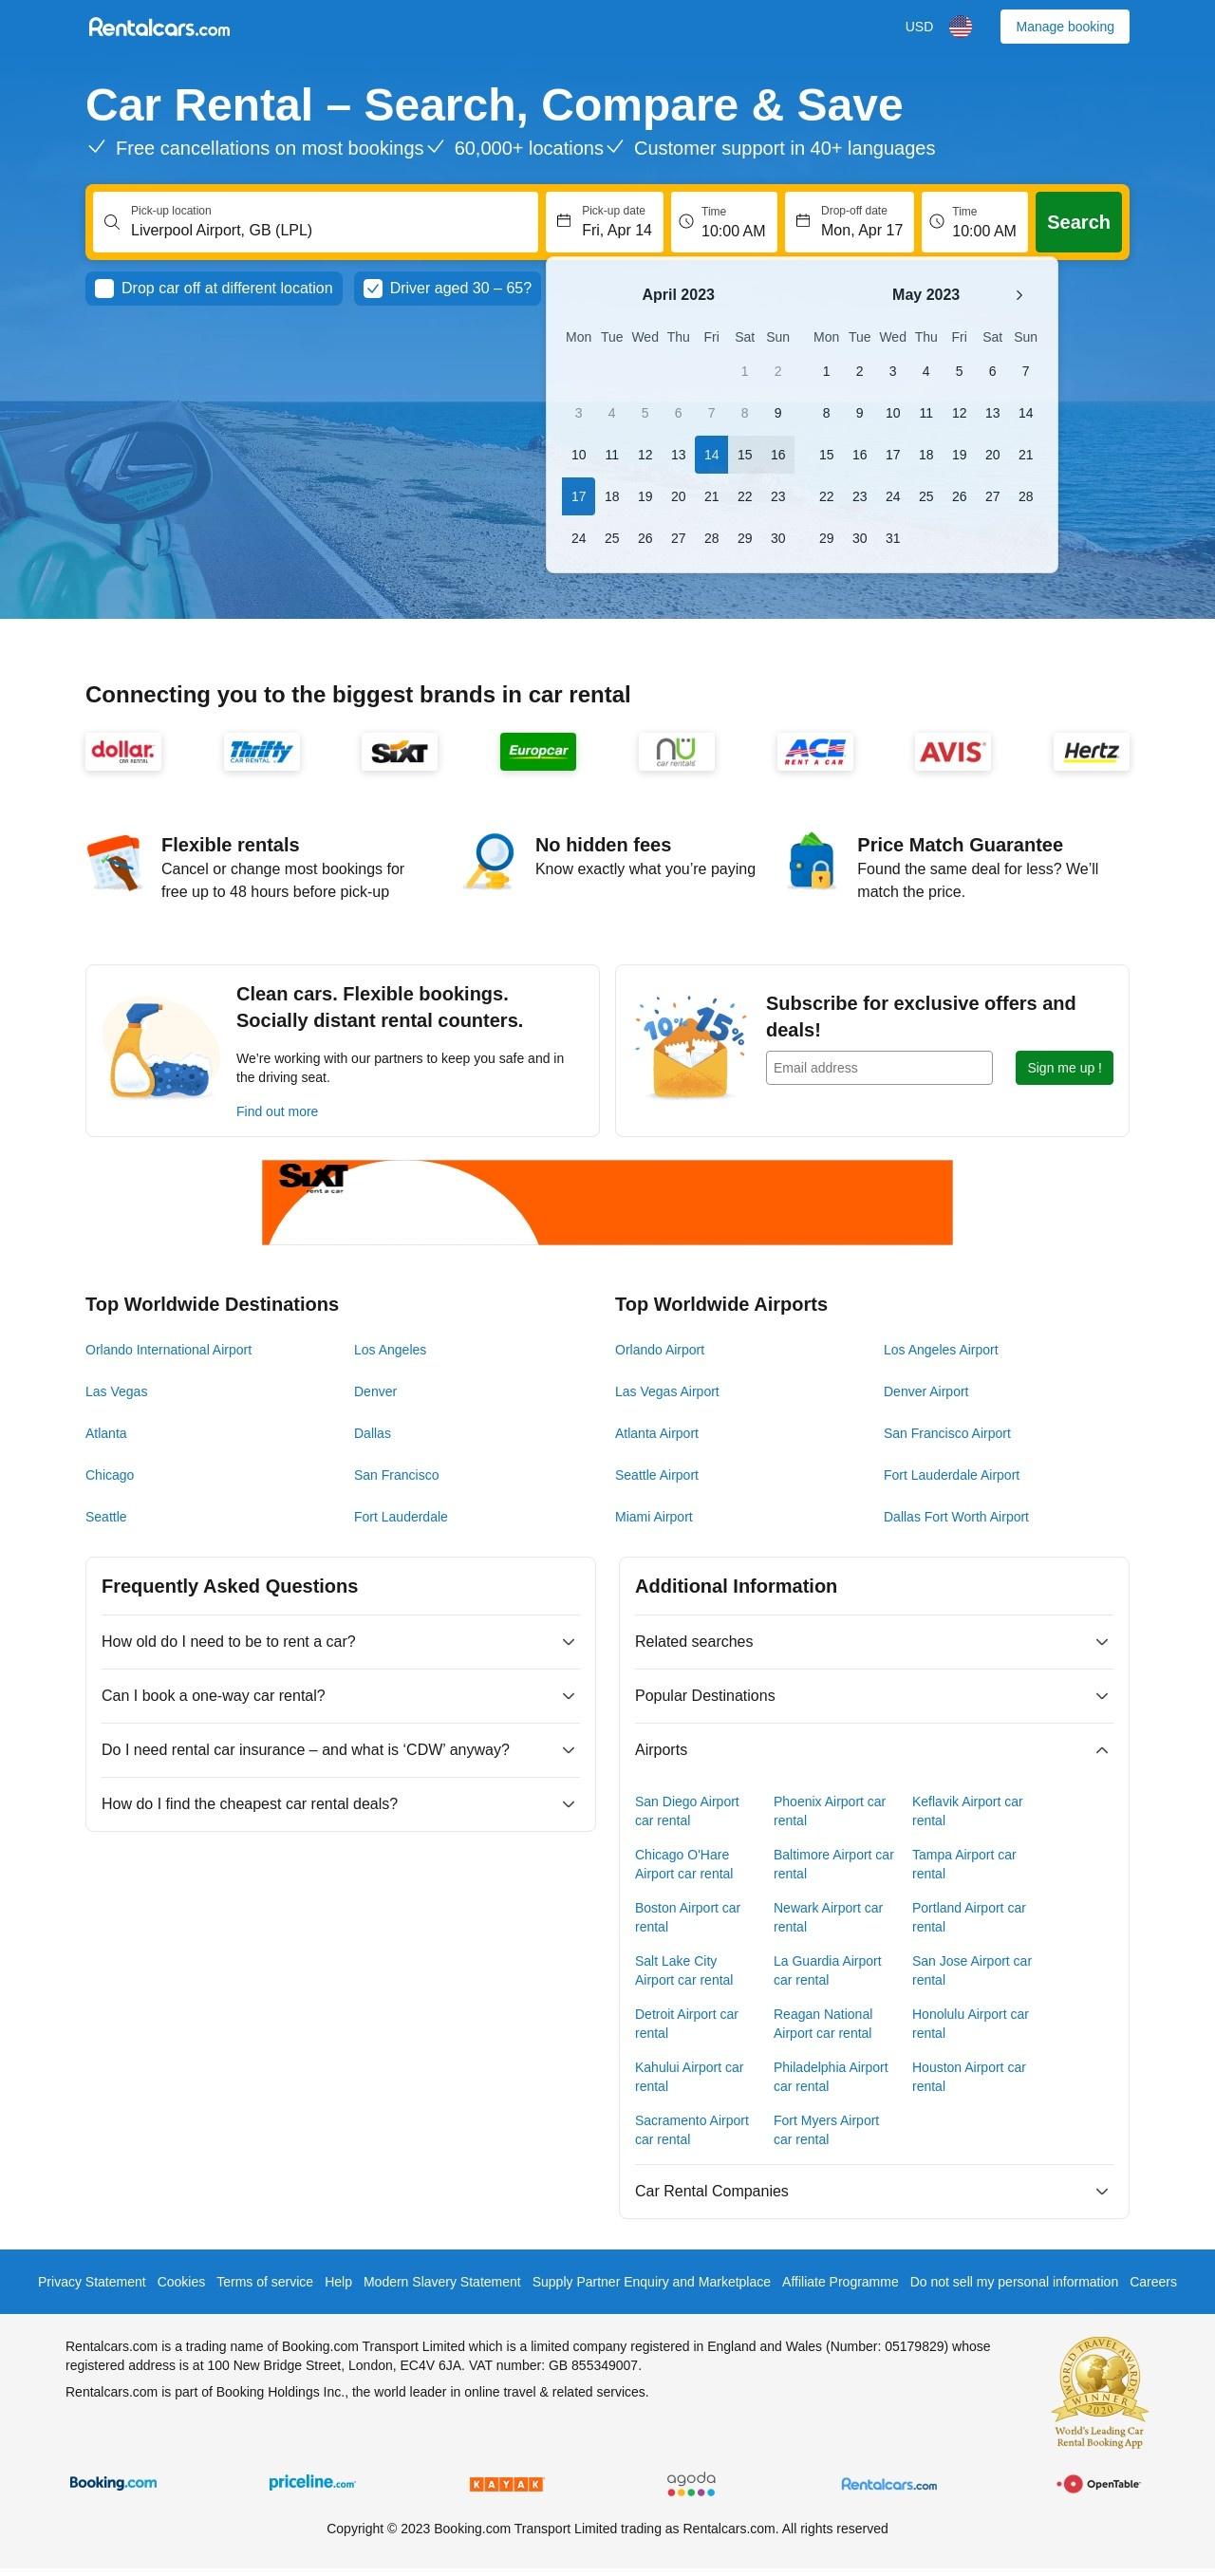 Rentalcars.com
USD
Manage booking
Car Rental – Search, Compare & Save
Free cancellations on most bookings 60,000+ locations Customer support in 40+ languages
Pick-up location
Liverpool Airport, GB (LPL)
Pick-up date
Fri, Apr 14
Time
10:00 AM
Drop-off date
Mon, Apr 17
Time
10:00 AM
Search
Drop car off at different location
Driver aged 30 – 65?
April 2023
Mon Tue Wed Thu Fri Sat Sun
1 2
3 4 5 6 7 8 9
10 11 12 13 14 15 16
17 18 19 20 21 22 23
24 25 26 27 28 29 30
May 2023
Mon Tue Wed Thu Fri Sat Sun
1 2 3 4 5 6 7
8 9 10 11 12 13 14
15 16 17 18 19 20 21
22 23 24 25 26 27 28
29 30 31
Connecting you to the biggest brands in car rental
dollar.
CAR RENTAL
Thrifty
CAR RENTAL
SIXT
Europcar
nü
car rentals
ACE
RENT A CAR
AVIS
Hertz
Flexible rentals
Cancel or change most bookings for
free up to 48 hours before pick-up
No hidden fees
Know exactly what you’re paying
Price Match Guarantee
Found the same deal for less? We’ll
match the price.
Clean cars. Flexible bookings.
Socially distant rental counters.
We’re working with our partners to keep you safe and in
the driving seat.
Find out more
10% 15%
Subscribe for exclusive offers and
deals!
Email address
Sign me up !
SIXT
rent a car
Top Worldwide Destinations
Orlando International Airport
Los Angeles
Las Vegas
Denver
Atlanta
Dallas
Chicago
San Francisco
Seattle
Fort Lauderdale
Top Worldwide Airports
Orlando Airport
Los Angeles Airport
Las Vegas Airport
Denver Airport
Atlanta Airport
San Francisco Airport
Seattle Airport
Fort Lauderdale Airport
Miami Airport
Dallas Fort Worth Airport
Frequently Asked Questions
How old do I need to be to rent a car?
Can I book a one-way car rental?
Do I need rental car insurance – and what is ‘CDW’ anyway?
How do I find the cheapest car rental deals?
Additional Information
Related searches
Popular Destinations
Airports
San Diego Airport
car rental
Phoenix Airport car
rental
Keflavik Airport car
rental
Chicago O'Hare
Airport car rental
Baltimore Airport car
rental
Tampa Airport car
rental
Boston Airport car
rental
Newark Airport car
rental
Portland Airport car
rental
Salt Lake City
Airport car rental
La Guardia Airport
car rental
San Jose Airport car
rental
Detroit Airport car
rental
Reagan National
Airport car rental
Honolulu Airport car
rental
Kahului Airport car
rental
Philadelphia Airport
car rental
Houston Airport car
rental
Sacramento Airport
car rental
Fort Myers Airport
car rental
Car Rental Companies
Privacy Statement Cookies Terms of service Help Modern Slavery Statement Supply Partner Enquiry and Marketplace Affiliate Programme Do not sell my personal information Careers
Rentalcars.com is a trading name of Booking.com Transport Limited which is a limited company registered in England and Wales (Number: 05179829) whose
registered address is at 100 New Bridge Street, London, EC4V 6JA. VAT number: GB 855349007.
Rentalcars.com is part of Booking Holdings Inc., the world leader in online travel & related services.
WORLD TRAVEL AWARDS
WINNER
2020
World's Leading Car
Rental Booking App
Booking.com
priceline.com
KAYAK
agoda
Rentalcars.com
OpenTable
Copyright © 2023 Booking.com Transport Limited trading as Rentalcars.com. All rights reserved